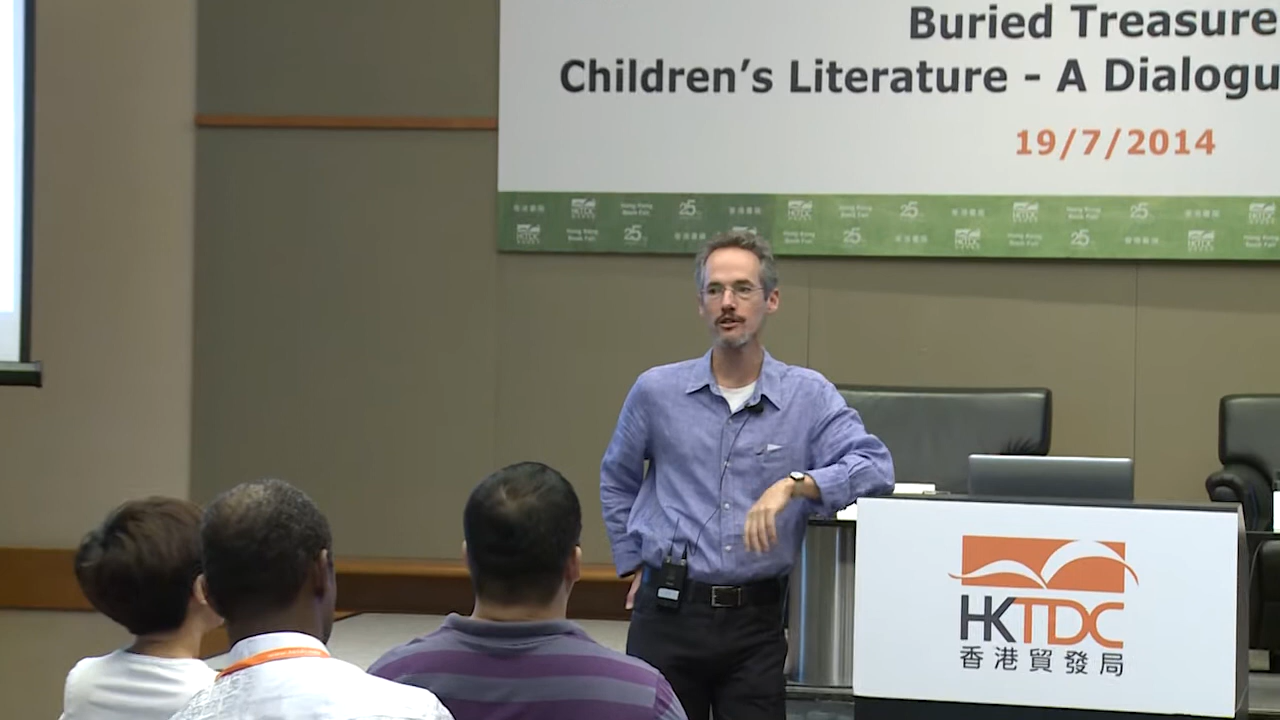 Buried Treasure
Children's Literature - A Dialogu
19/7/2014
HKTDC
香港貿發局